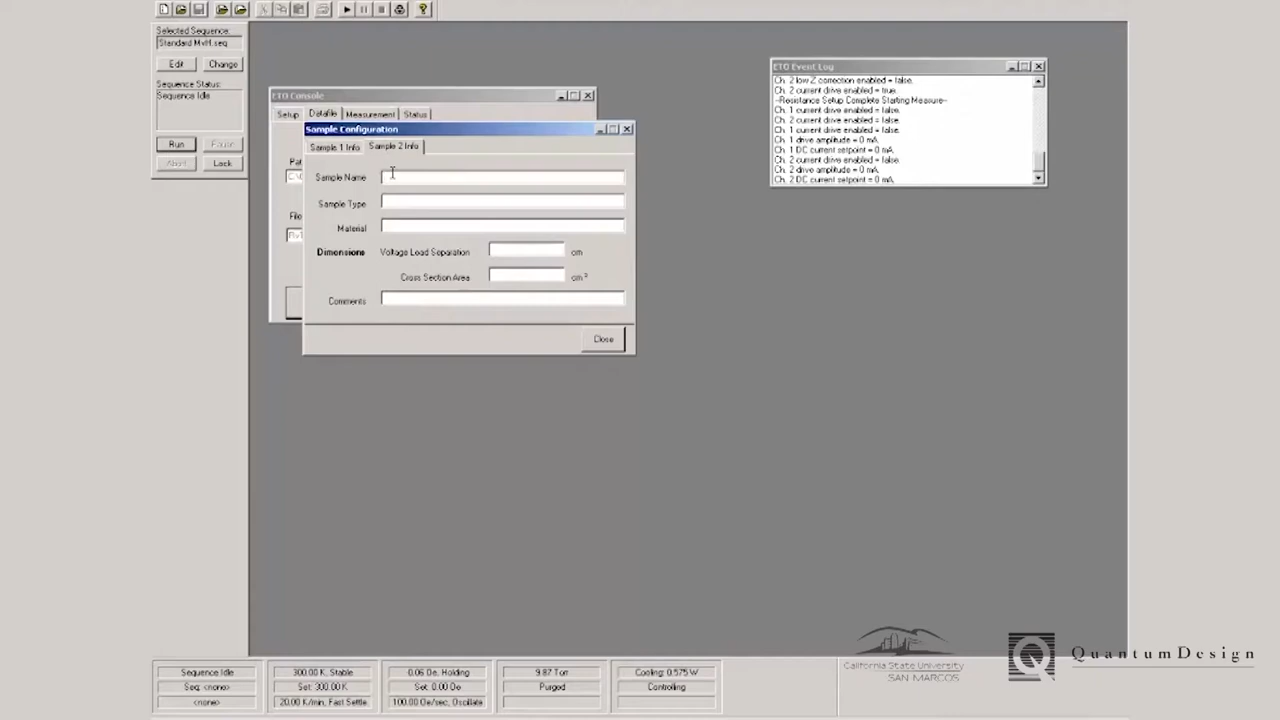 Selected Sequence:
Standard MvH.seq
Edit
Change
Sequence Status:
Sequence Idle
Run
Pause
Abort
Lock
ETO Console
Setup
Datafile
Measurement
Status
Sample Configuration
Sample 1 Info
Sample 2 Info
Sample Name
Sample Type
Material
Dimensions
Voltage Lead Separation
cm
Cross Section Area
cm²
Comments
Close
ETO Event Log
Ch. 2 low Z correction enabled = false.
Ch. 2 current drive enabled = true.
--Resistance Setup Complete Starting Measure--
Ch. 1 current drive enabled = false.
Ch. 2 current drive enabled = false.
Ch. 1 current drive enabled = false.
Ch. 1 drive amplitude = 0 mA.
Ch. 1 DC current setpoint = 0 mA.
Ch. 2 current drive enabled = false.
Ch. 2 drive amplitude = 0 mA.
Ch. 2 DC current setpoint = 0 mA.
Sequence Idle
Seq: <none>
<none>
300.00 K, Stable
Set: 300.00 K
20.00 K/min, Fast Settle
0.06 Oe, Holding
Set: 0.00 Oe
100.00 Oe/sec, Oscillate
9.87 Torr
Purged
Cooling: 0.575 W
Controlling
California State University
SAN MARCOS
QuantumDesign